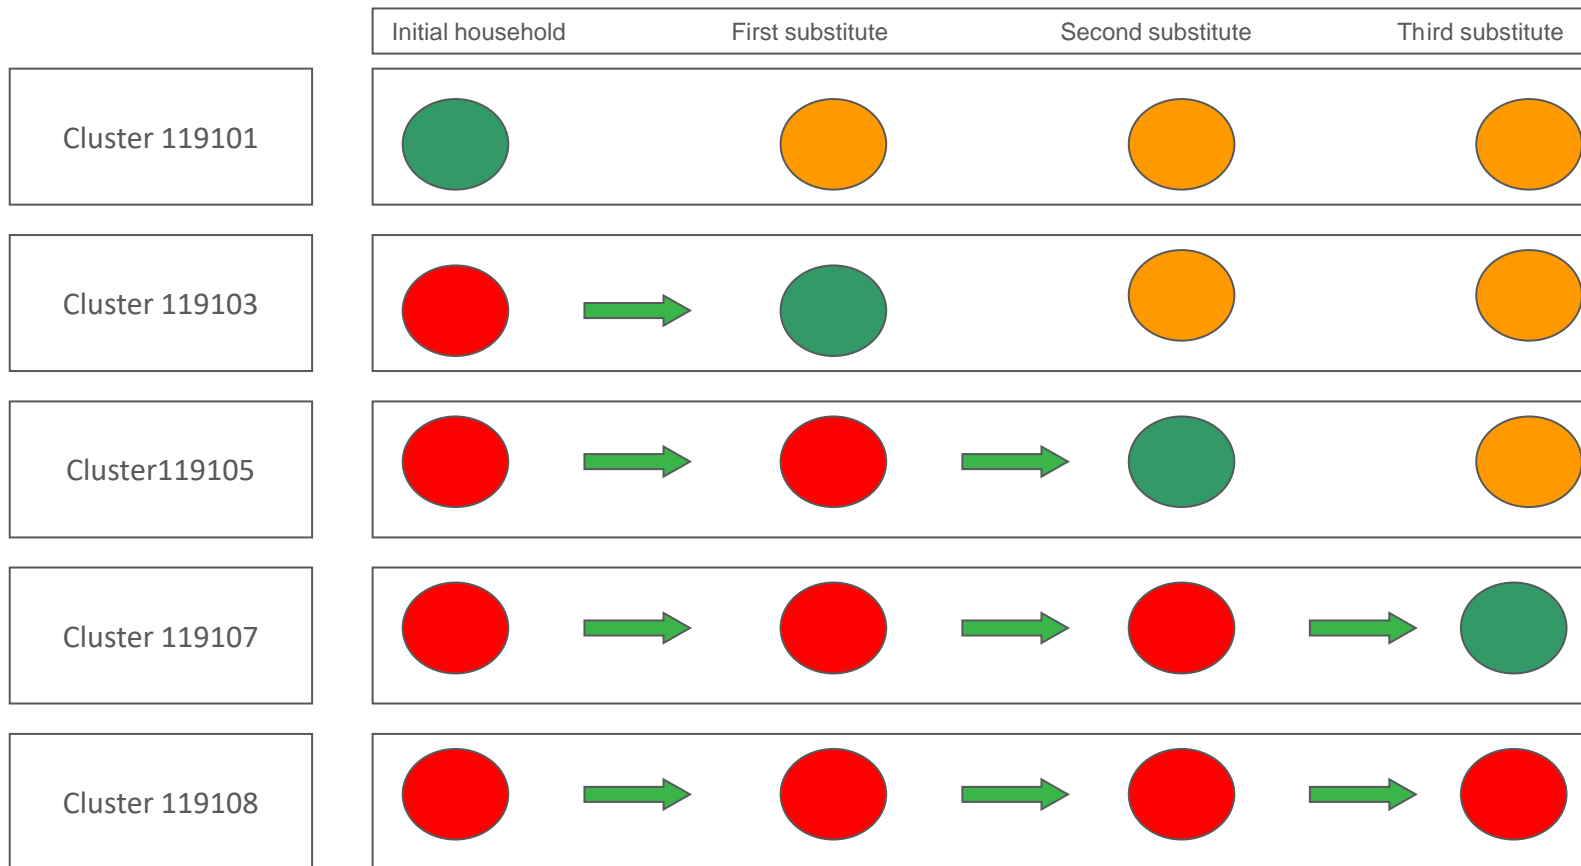 Initial household First substitute Second substitute Third substitute
Cluster 119101
Cluster 119103
Cluster119105
Cluster 119107
Cluster 119108